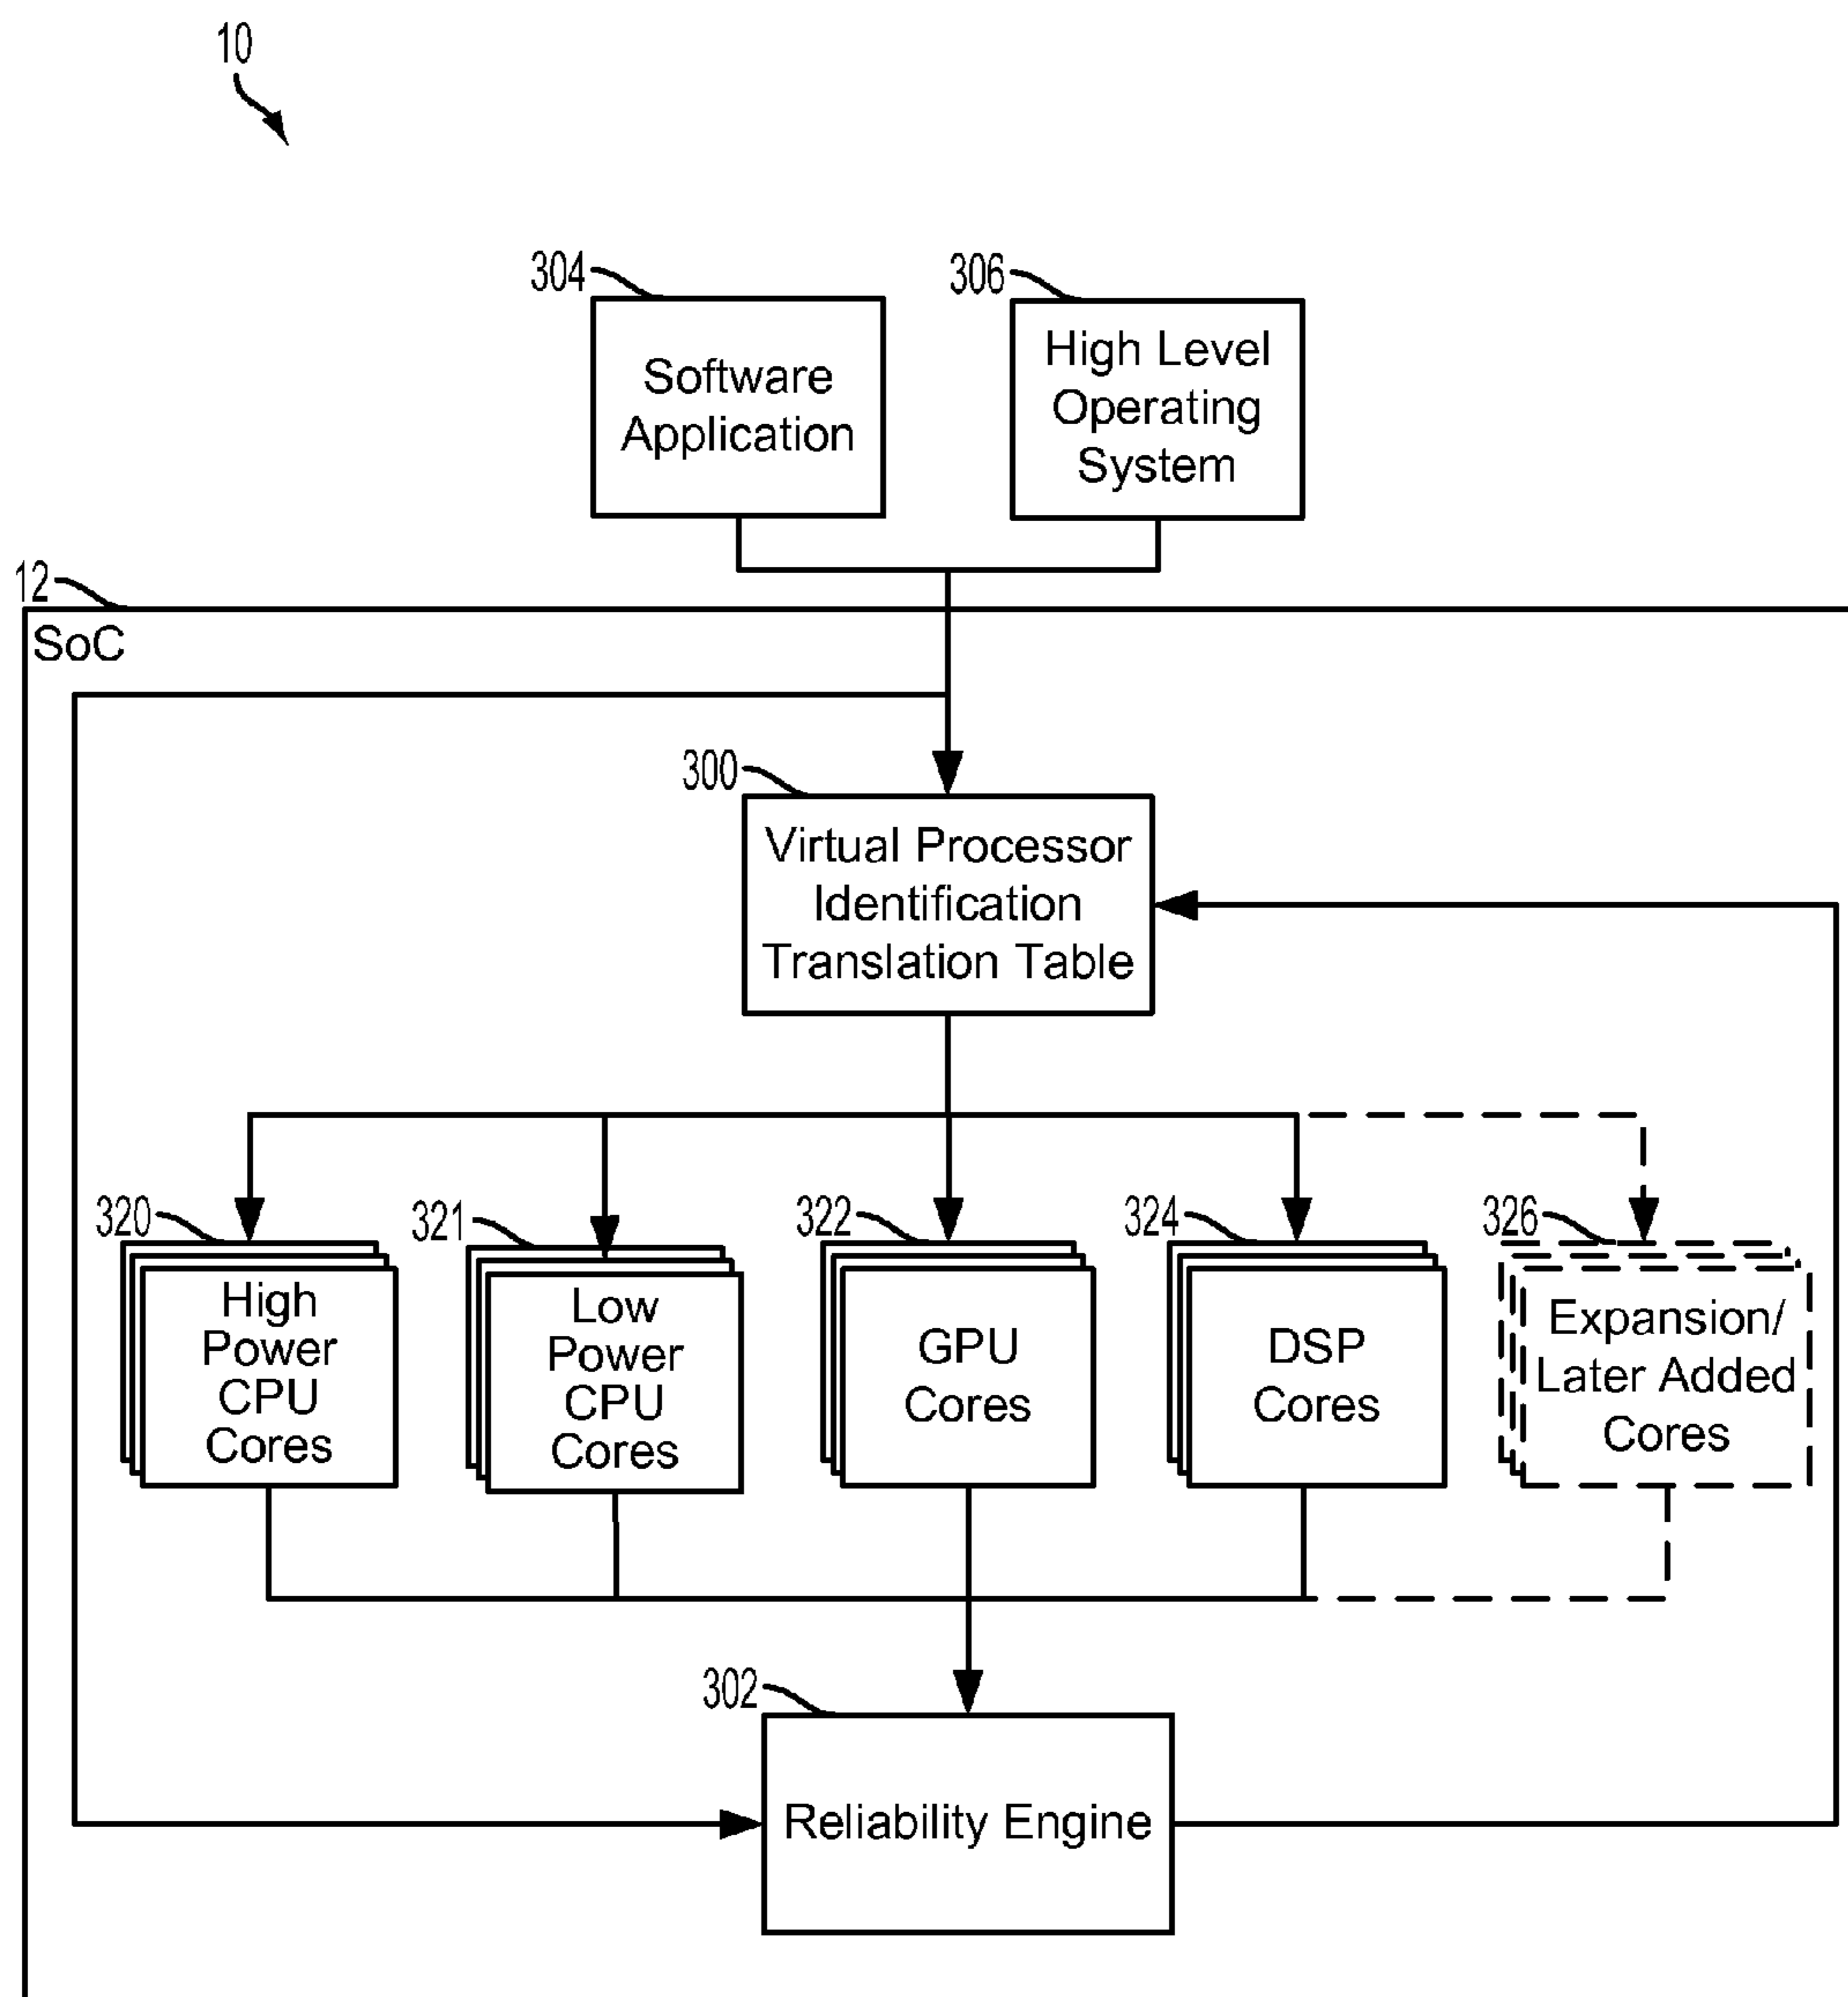 10
304
306
Software
Application
High Level
Operating
System
12
SoC
300
Virtual Processor
Identification
Translation Table
320
321
322
324
326
High
Power
CPU
Cores
Low
Power
CPU
Cores
GPU
Cores
DSP
Cores
Expansion/
Later Added
Cores
302
Reliability Engine